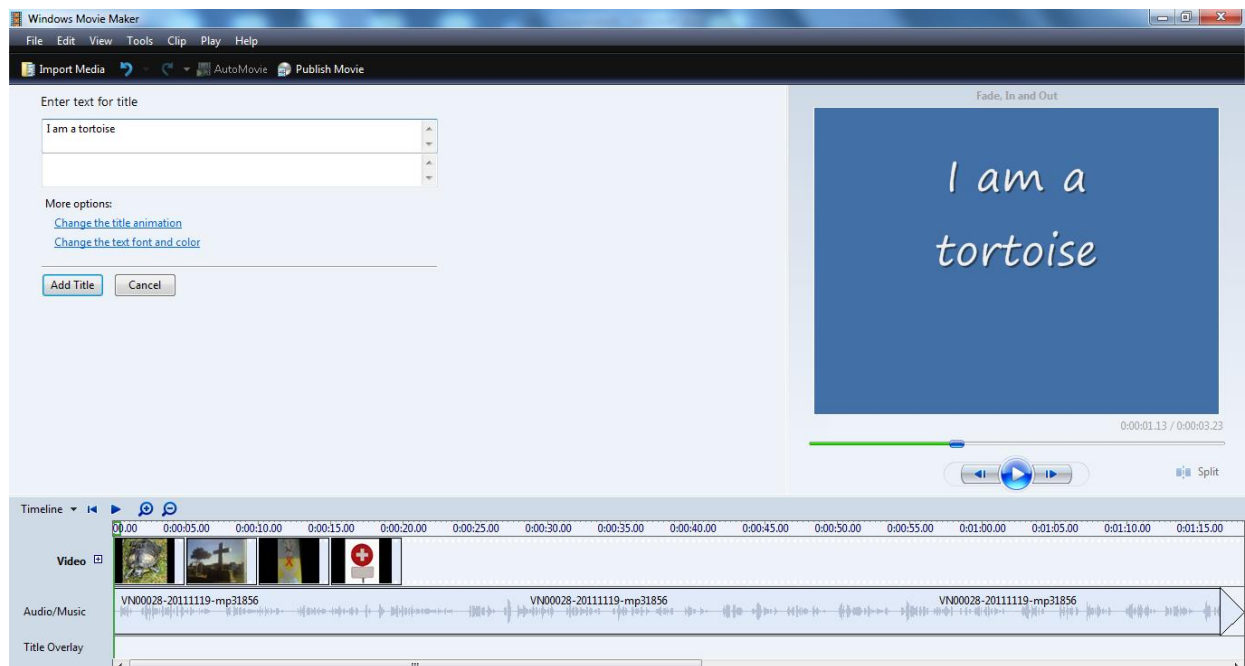 Windows Movie Maker
File Edit View Tools Clip Play Help
Import Media AutoMovie Publish Movie
Enter text for title
I am a tortoise
More options:
Change the title animation
Change the text font and color
Add Title Cancel
Fade, In and Out
I am a
tortoise
0:00:01.13 / 0:00:03.23
Split
Timeline
00.00 0:00:05.00 0:00:10.00 0:00:15.00 0:00:20.00 0:00:25.00 0:00:30.00 0:00:35.00 0:00:40.00 0:00:45.00 0:00:50.00 0:00:55.00 0:01:00.00 0:01:05.00 0:01:10.00 0:01:15.00
Video
Audio/Music VN00028-20111119-mp31856 VN00028-20111119-mp31856 VN00028-20111119-mp31856
Title Overlay